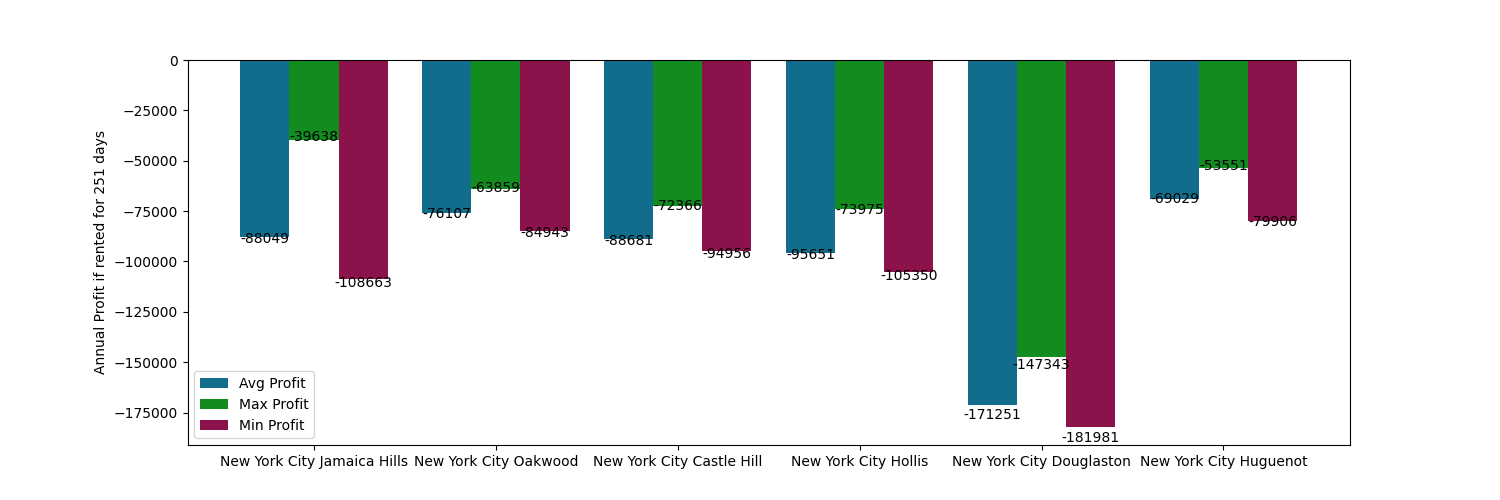 0
−25000
−50000
−75000
−100000
−125000
−150000
−175000
Annual Profit if rented for 251 days
-88049
-39638
-108663
-76107
-63859
-84943
-88681
-72366
-94956
-95651
-73975
-105350
-171251
-147343
-181981
-69029
-53551
-79906
Avg Profit
Max Profit
Min Profit
New York City Jamaica Hills
New York City Oakwood
New York City Castle Hill
New York City Hollis
New York City Douglaston
New York City Huguenot